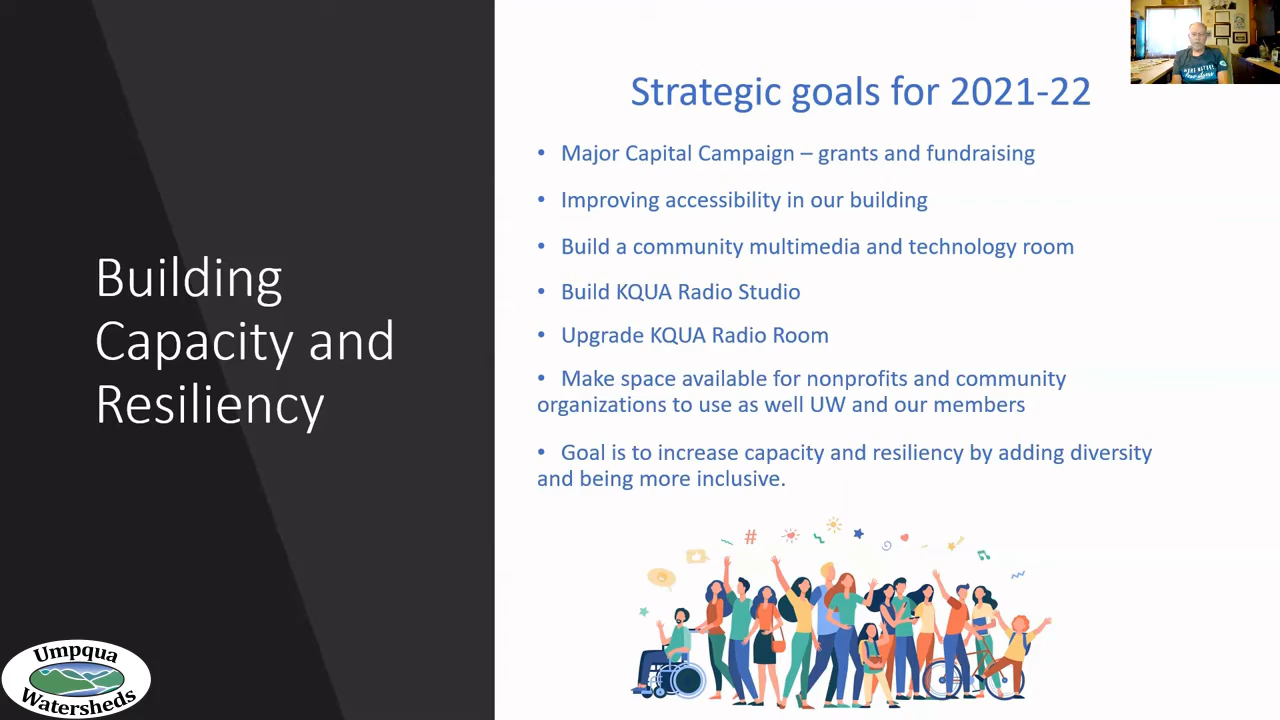 Strategic goals for 2021-22
• Major Capital Campaign – grants and fundraising
• Improving accessibility in our building
• Build a community multimedia and technology room
• Build KQUA Radio Studio
• Upgrade KQUA Radio Room
• Make space available for nonprofits and community
organizations to use as well UW and our members
• Goal is to increase capacity and resiliency by adding diversity
and being more inclusive.
Building
Capacity and
Resiliency
#
Umpqua
Watersheds